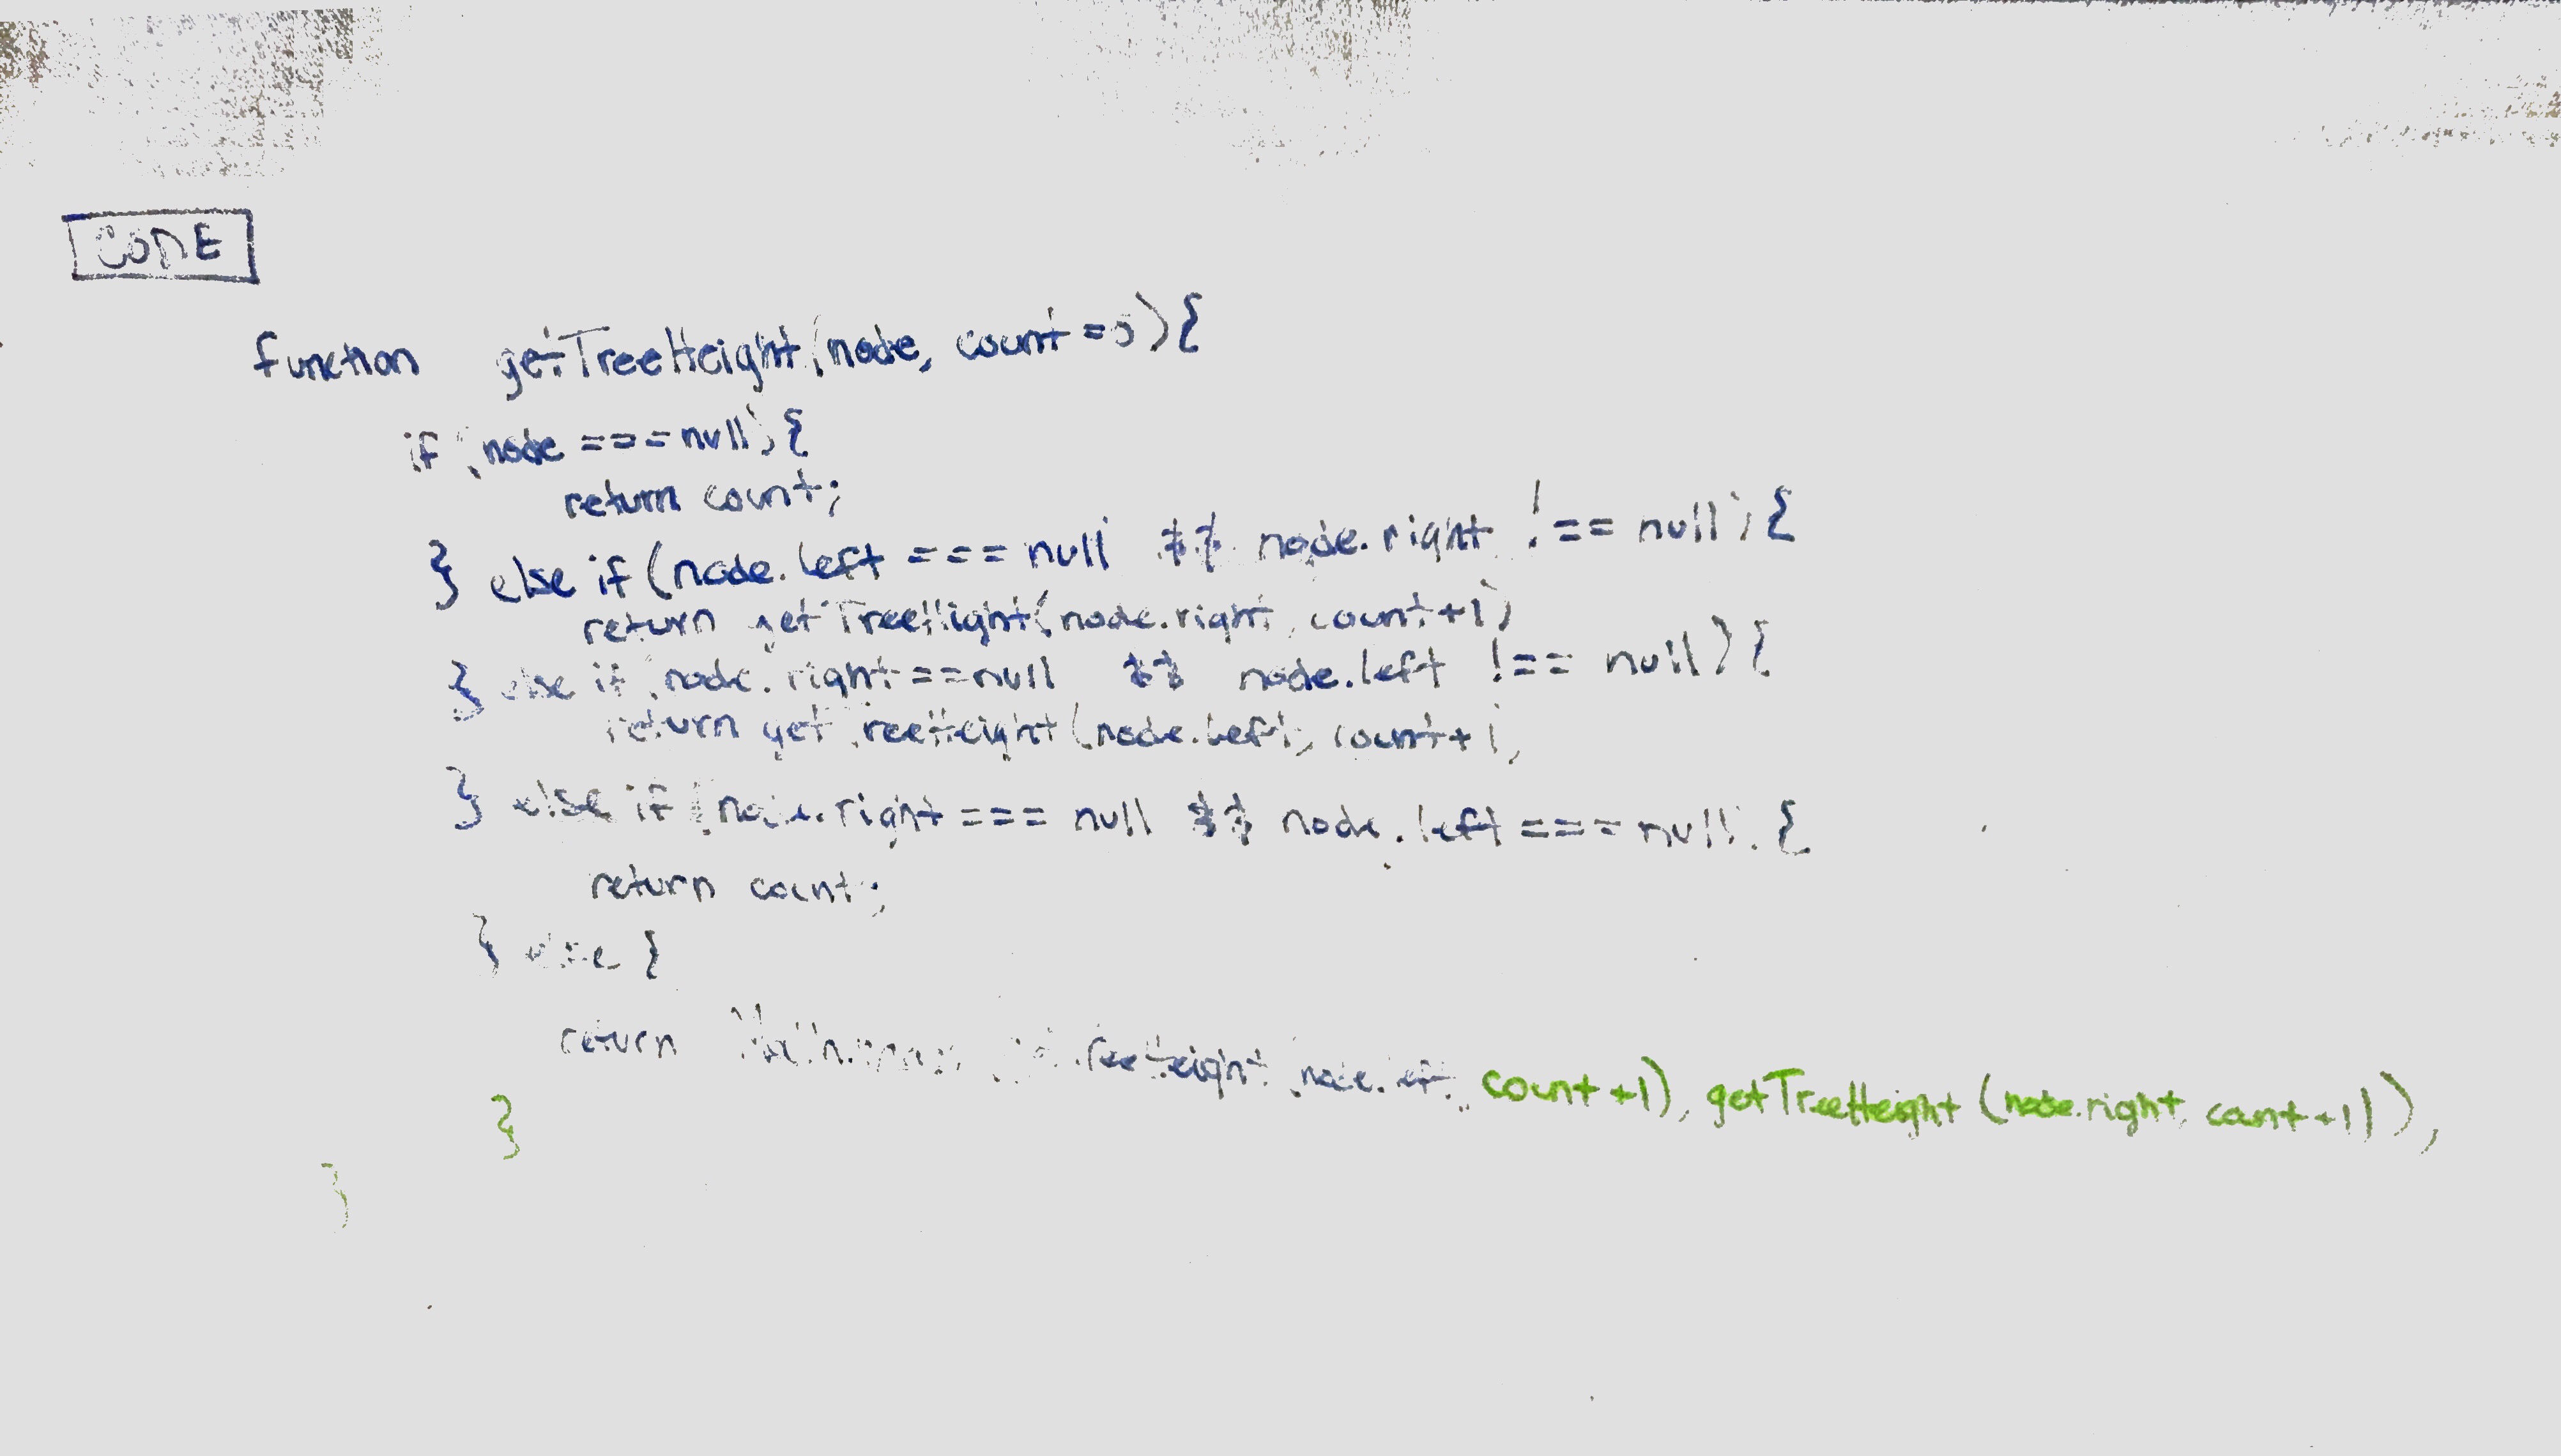 CODE
function getTreeHeight(node, count=0){
if (node === null){
return count;
} else if (node.left === null && node.right !== null){
return getTreeHight(node.right, count+1)
} else if (node.right === null && node.left !== null){
return getTreeHeight(node.left, count+1)
} else if (node.right === null && node.left === null){
return count;
} else {
return Math.max(getTreeHeight(node.left, count+1), getTreeHeight(node.right, count+1));
}
}